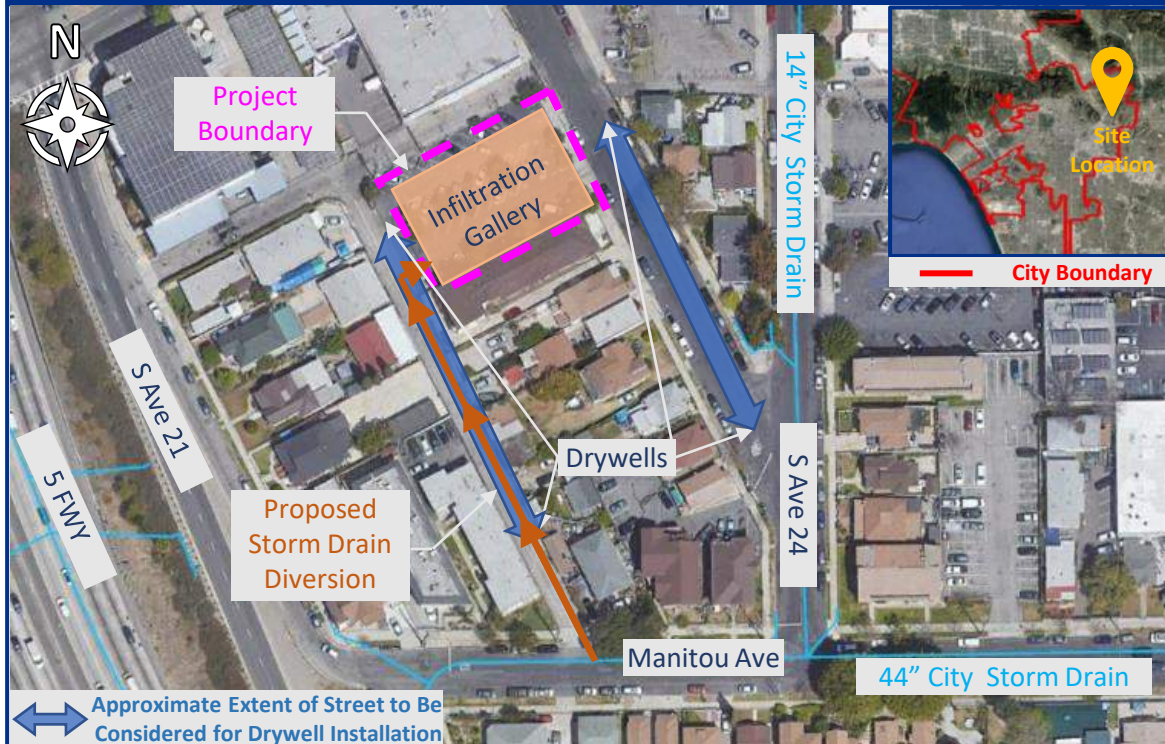 N
Project
Boundary
Infiltration
Gallery
14” City Storm Drain
Site
Location
City Boundary
S Ave 21
5 FWY
Drywells
S Ave 24
Proposed
Storm Drain
Diversion
Manitou Ave
44” City Storm Drain
Approximate Extent of Street to Be
Considered for Drywell Installation